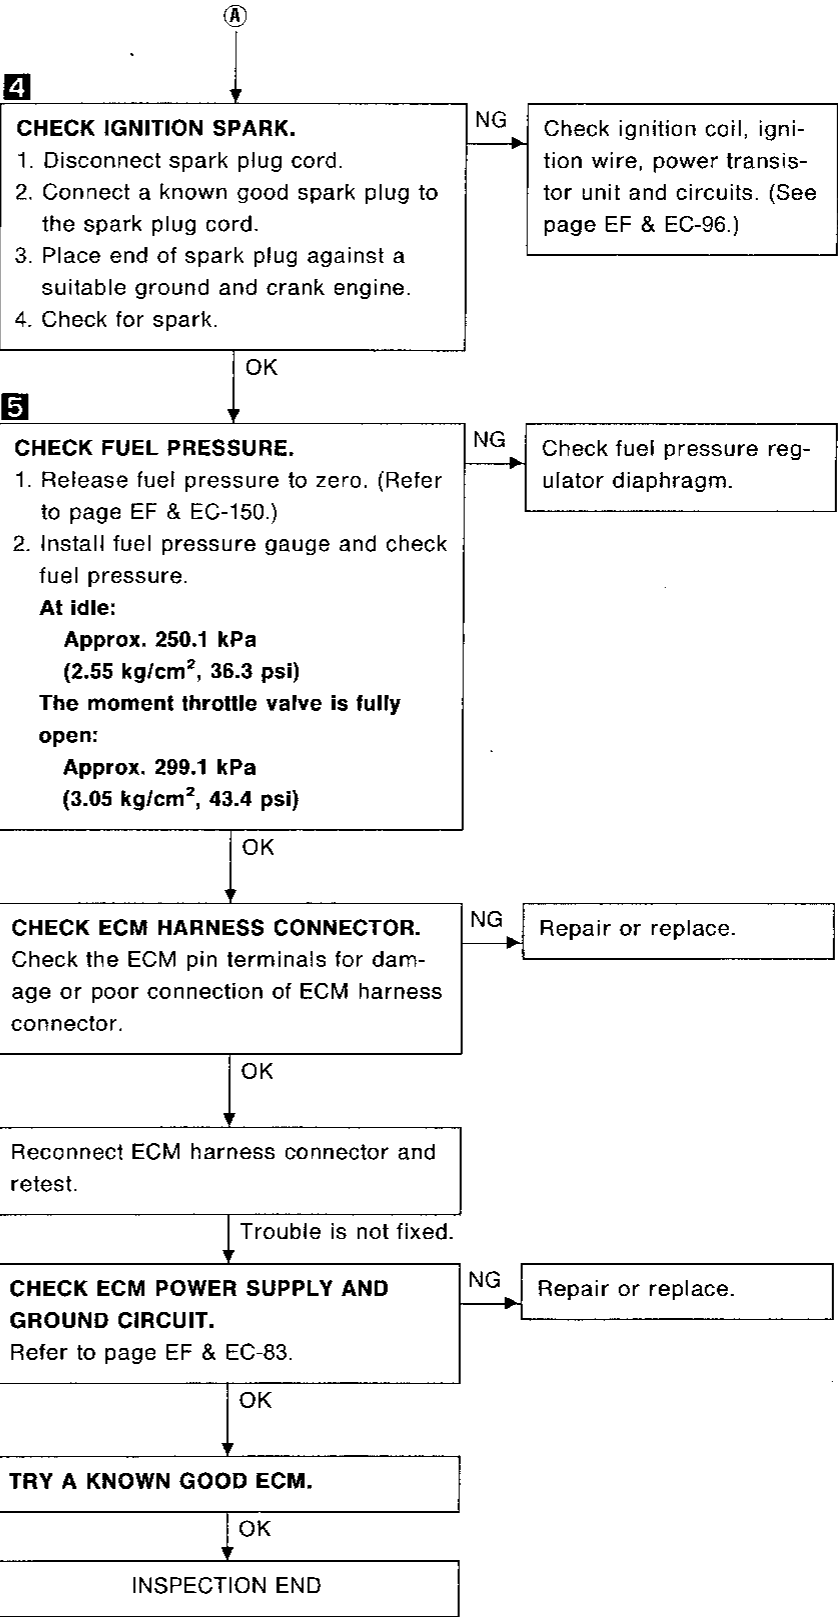 A
4
CHECK IGNITION SPARK.
1. Disconnect spark plug cord.
2. Connect a known good spark plug to
the spark plug cord.
3. Place end of spark plug against a
suitable ground and crank engine.
4. Check for spark.
NG
Check ignition coil, igni-
tion wire, power transis-
tor unit and circuits. (See
page EF & EC-96.)
OK
5
CHECK FUEL PRESSURE.
1. Release fuel pressure to zero. (Refer
to page EF & EC-150.)
2. Install fuel pressure gauge and check
fuel pressure.
At idle:
Approx. 250.1 kPa
(2.55 kg/cm², 36.3 psi)
The moment throttle valve is fully
open:
Approx. 299.1 kPa
(3.05 kg/cm², 43.4 psi)
NG
Check fuel pressure reg-
ulator diaphragm.
OK
CHECK ECM HARNESS CONNECTOR.
Check the ECM pin terminals for dam-
age or poor connection of ECM harness
connector.
NG
Repair or replace.
OK
Reconnect ECM harness connector and
retest.
Trouble is not fixed.
CHECK ECM POWER SUPPLY AND
GROUND CIRCUIT.
Refer to page EF & EC-83.
NG
Repair or replace.
OK
TRY A KNOWN GOOD ECM.
OK
INSPECTION END